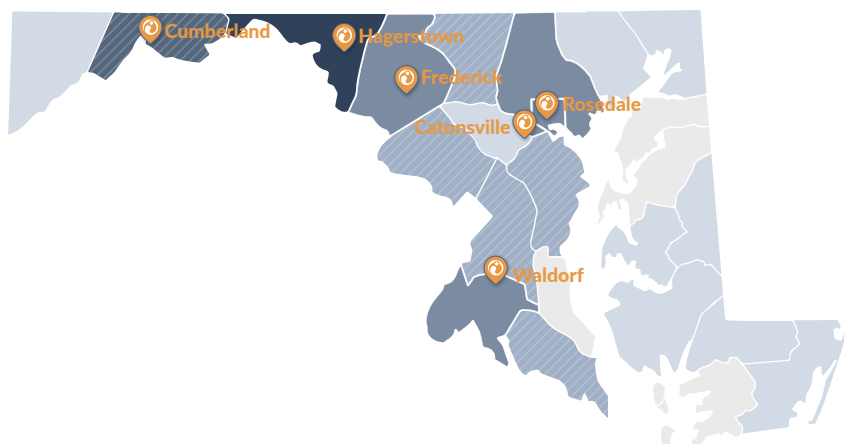 Cumberland
Hagerstown
Frederick
Rosedale
Catonsville
Waldorf